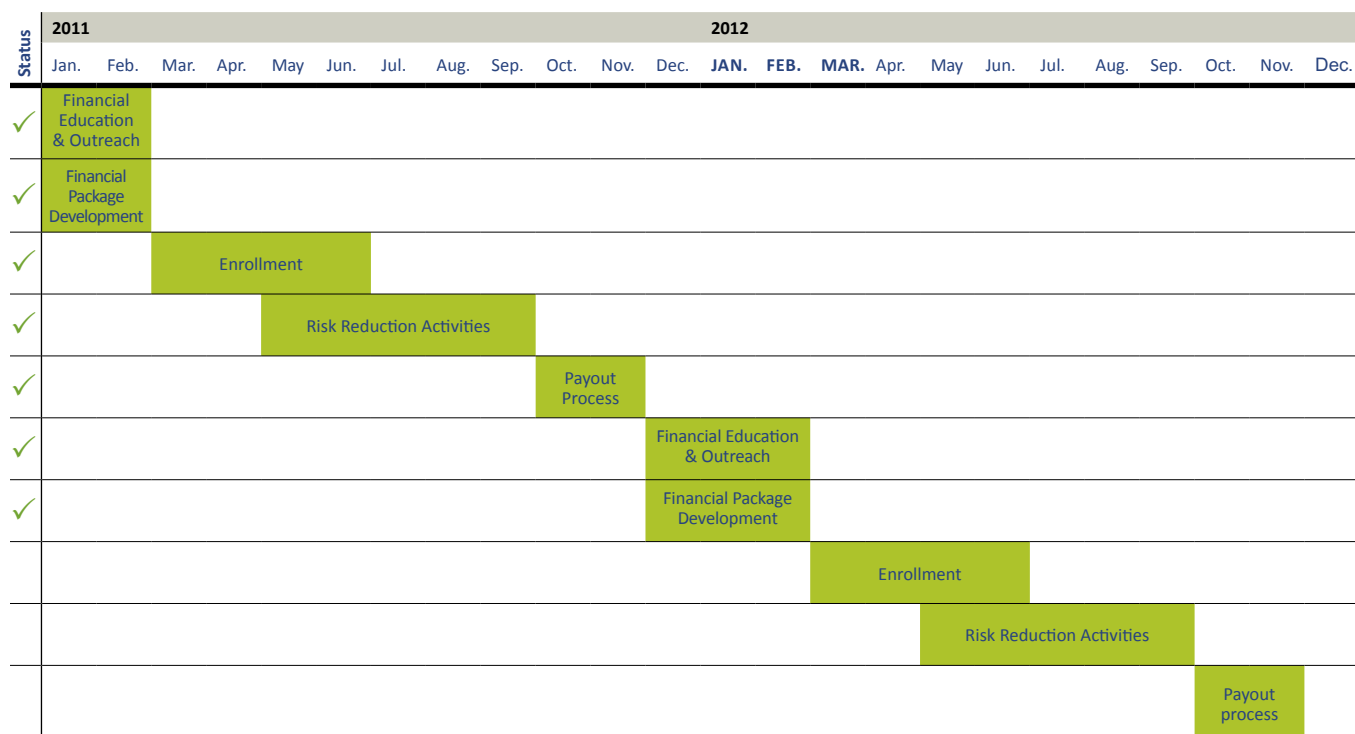 Status
2011 2012
Jan. Feb. Mar. Apr. May Jun. Jul. Aug. Sep. Oct. Nov. Dec. JAN. FEB. MAR. Apr. May Jun. Jul. Aug. Sep. Oct. Nov. Dec.
Financial
Education
& Outreach
Financial
Package
Development
Enrollment
Risk Reduction Activities
Payout
Process
Financial Education
& Outreach
Financial Package
Development
Enrollment
Risk Reduction Activities
Payout
process